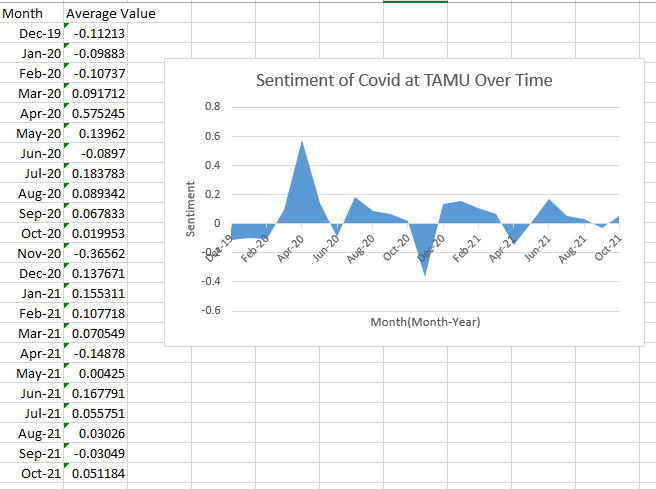 Month Average Value
Dec-19 -0.11213
Jan-20 -0.09883
Feb-20 -0.10737
Mar-20 0.091712
Apr-20 0.575245
May-20 0.13962
Jun-20 -0.0897
Jul-20 0.183783
Aug-20 0.089342
Sep-20 0.067833
Oct-20 0.019953
Nov-20 -0.36562
Dec-20 0.137671
Jan-21 0.155311
Feb-21 0.107718
Mar-21 0.070549
Apr-21 -0.14878
May-21 0.00425
Jun-21 0.167791
Jul-21 0.055751
Aug-21 0.03026
Sep-21 -0.03049
Oct-21 0.051184
Sentiment of Covid at TAMU Over Time
Sentiment
0.8
0.6
0.4
0.2
0
-0.2
-0.4
-0.6
Dec-19 Feb-20 Apr-20 Jun-20 Aug-20 Oct-20 Dec-20 Feb-21 Apr-21 Jun-21 Aug-21 Oct-21
Month(Month-Year)